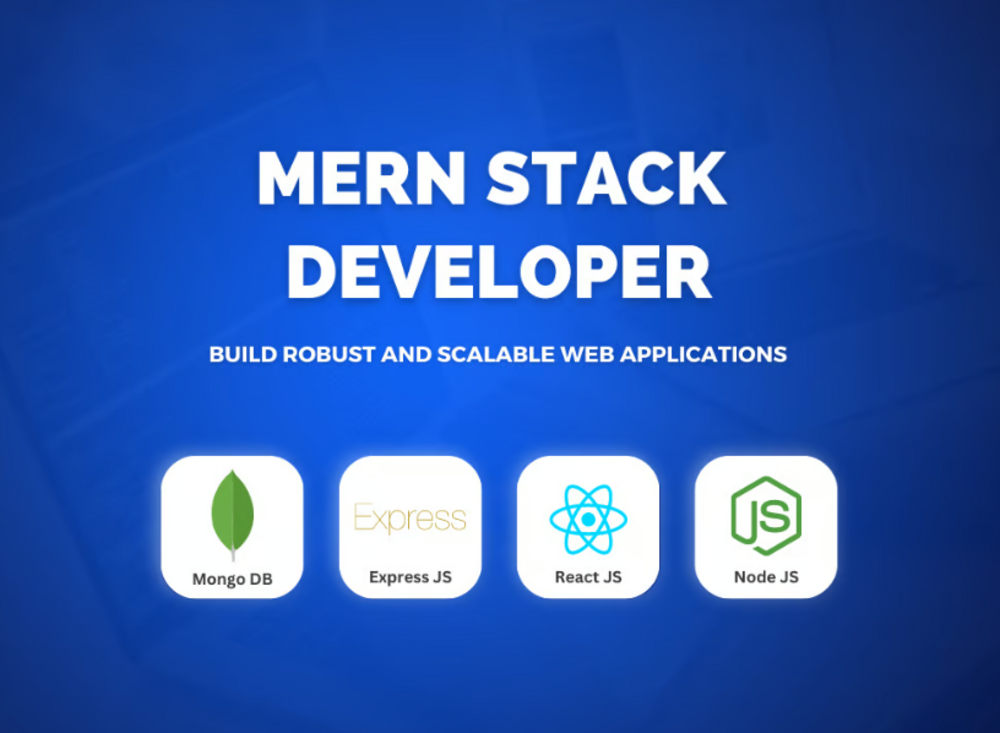 MERN STACK
DEVELOPER
BUILD ROBUST AND SCALABLE WEB APPLICATIONS
Express
JS
Mongo DB
Express JS
React JS
Node JS